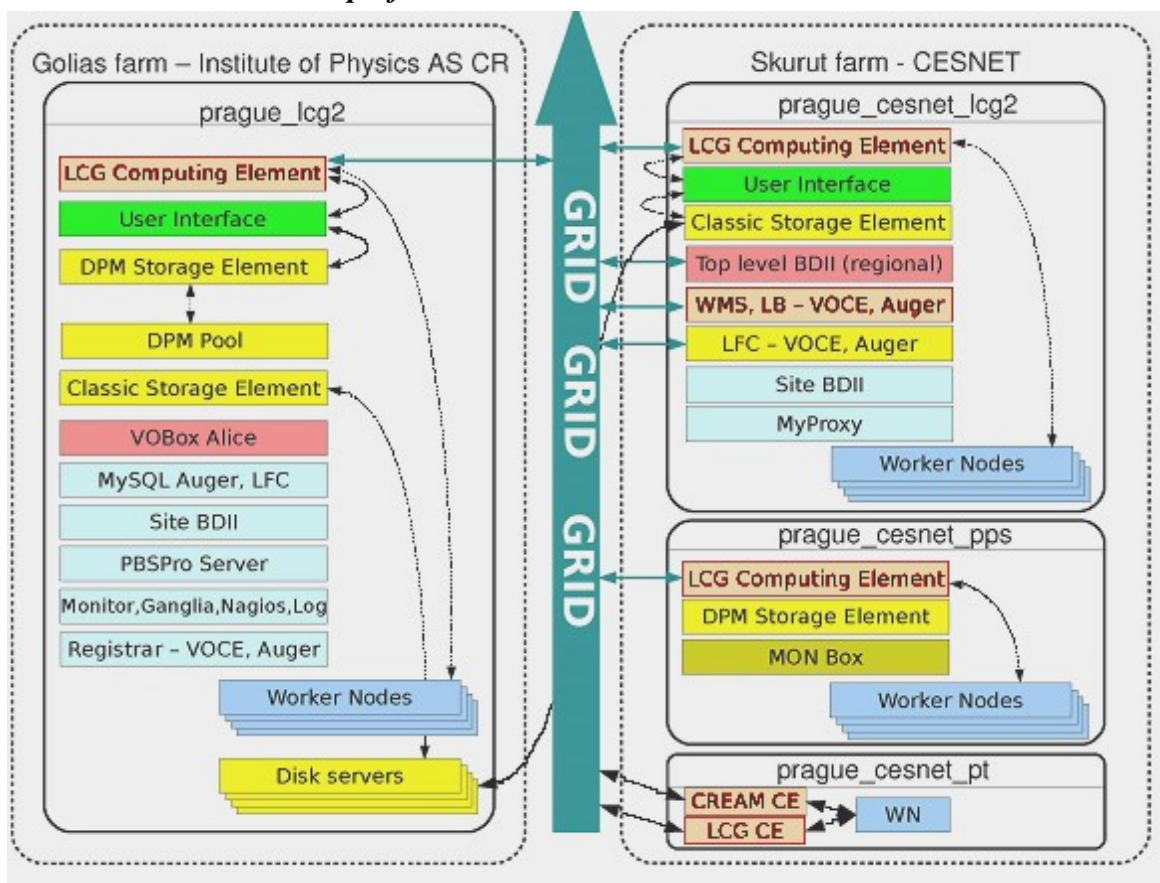 Golias farm – Institute of Physics AS CR
prague_lcg2
LCG Computing Element
User Interface
DPM Storage Element
DPM Pool
Classic Storage Element
VOBox Alice
MySQL Auger, LFC
Site BDII
PBSPro Server
Monitor,Ganglia,Nagios,Log
Registrar – VOCE, Auger
Worker Nodes
Disk servers
GRID
GRID
GRID
Skurut farm - CESNET
prague_cesnet_lcg2
LCG Computing Element
User Interface
Classic Storage Element
Top level BDII (regional)
WMS, LB – VOCE, Auger
LFC – VOCE, Auger
Site BDII
MyProxy
Worker Nodes
prague_cesnet_pps
LCG Computing Element
DPM Storage Element
MON Box
Worker Nodes
prague_cesnet_pt
CREAM CE
LCG CE
WN